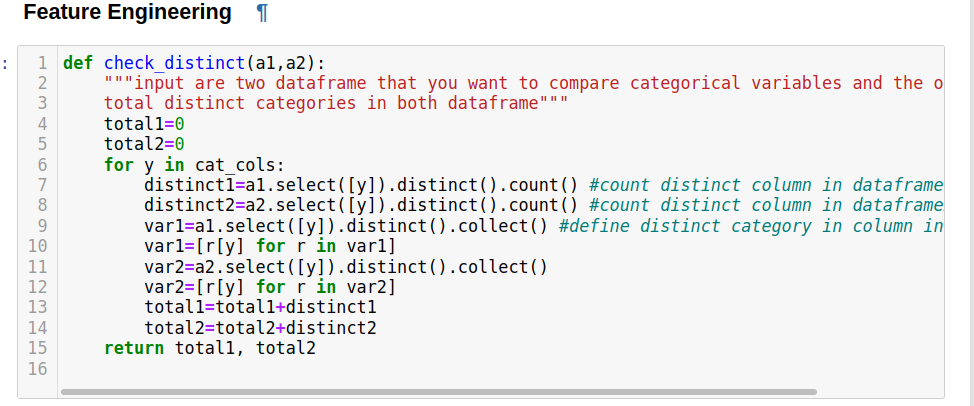 Feature Engineering ¶
: 1 def check_distinct(a1,a2):
2     """input are two dataframe that you want to compare categorical variables and the o
3     total distinct categories in both dataframe"""
4     total1=0
5     total2=0
6     for y in cat_cols:
7         distinct1=a1.select([y]).distinct().count() #count distinct column in dataframe
8         distinct2=a2.select([y]).distinct().count() #count distinct column in dataframe
9         var1=a1.select([y]).distinct().collect() #define distinct category in column in
10         var1=[r[y] for r in var1]
11         var2=a2.select([y]).distinct().collect()
12         var2=[r[y] for r in var2]
13         total1=total1+distinct1
14         total2=total2+distinct2
15     return total1, total2
16